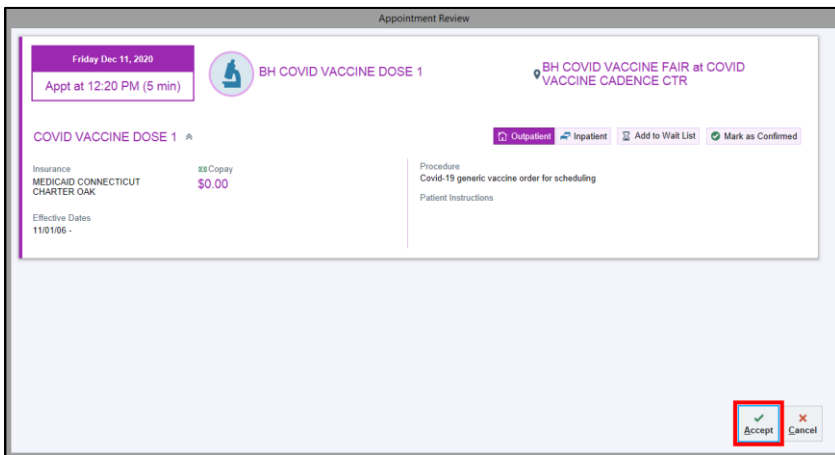 Appointment Review
Friday Dec 11, 2020
Appt at 12:20 PM (5 min)
BH COVID VACCINE DOSE 1
BH COVID VACCINE FAIR at COVID
VACCINE CADENCE CTR
COVID VACCINE DOSE 1
Outpatient Inpatient Add to Wait List Mark as Confirmed
Insurance
MEDICAID CONNECTICUT
CHARTER OAK
Copay
$0.00
Effective Dates
11/01/06 -
Procedure
Covid-19 generic vaccine order for scheduling
Patient Instructions
Accept Cancel